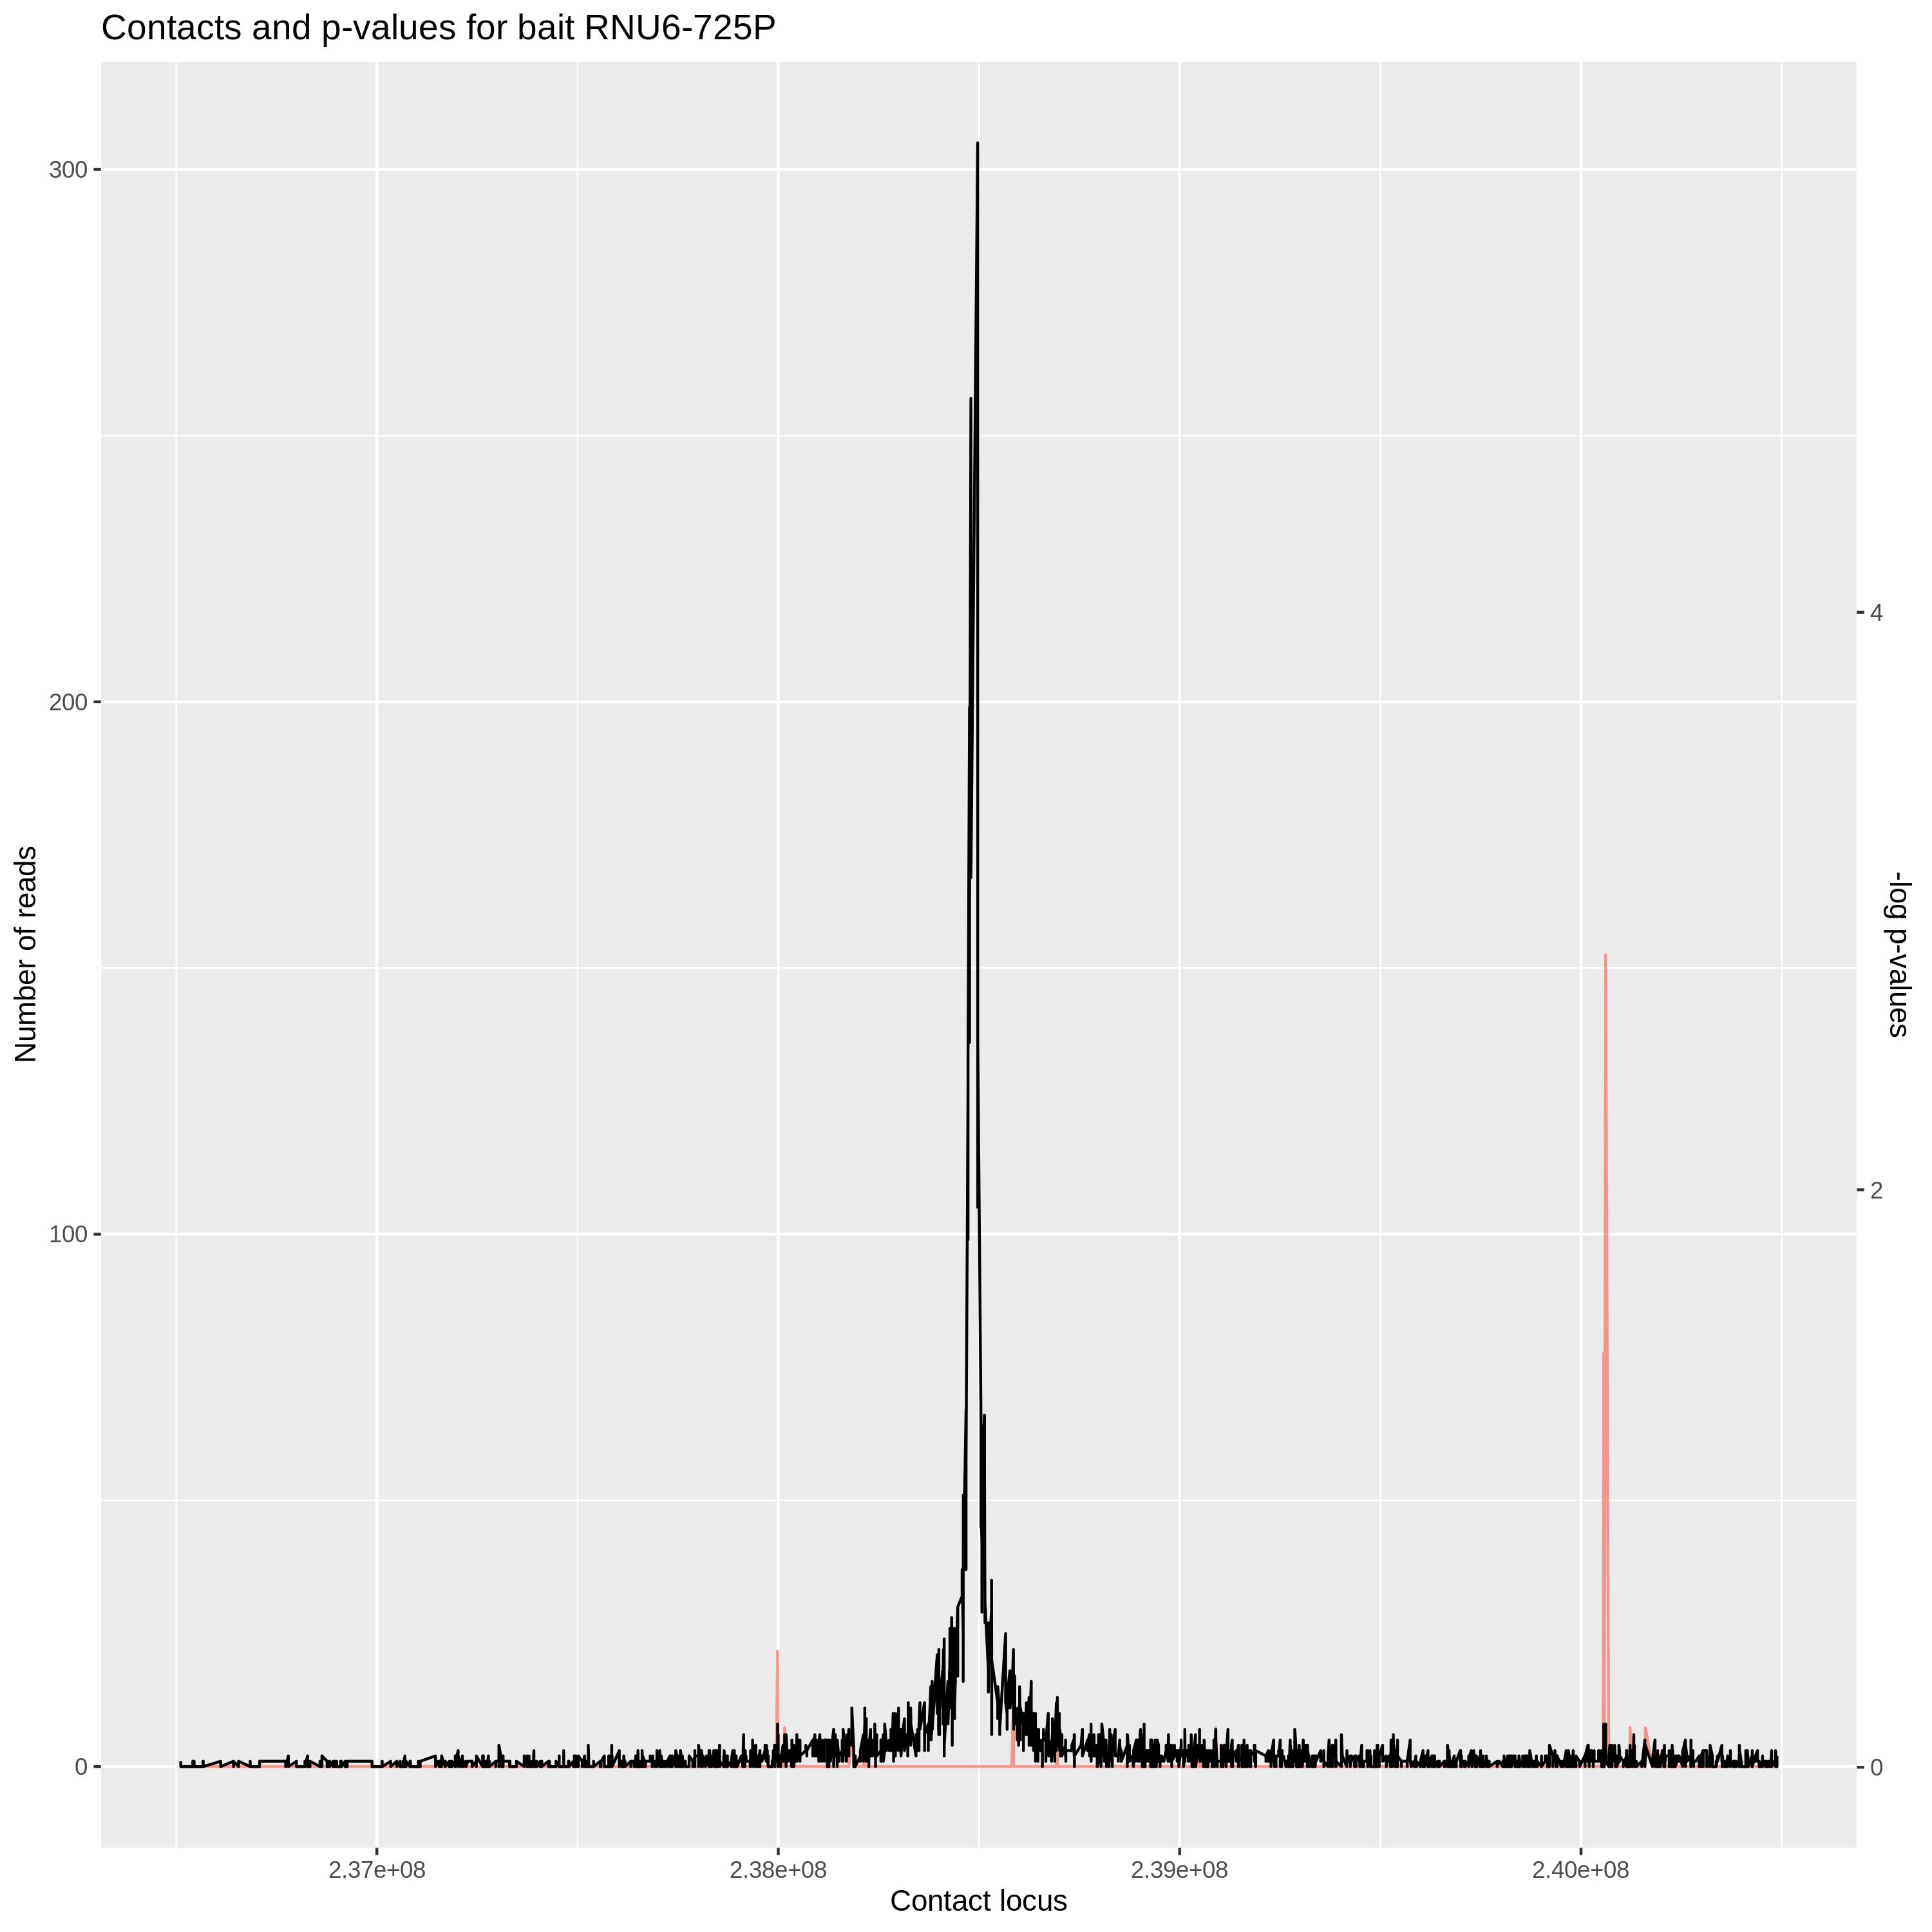 Contacts and p-values for bait RNU6-725P
300
200
100
0
Number of reads
4
2
0
-log p-values
2.37e+08
2.38e+08
2.39e+08
2.40e+08
Contact locus